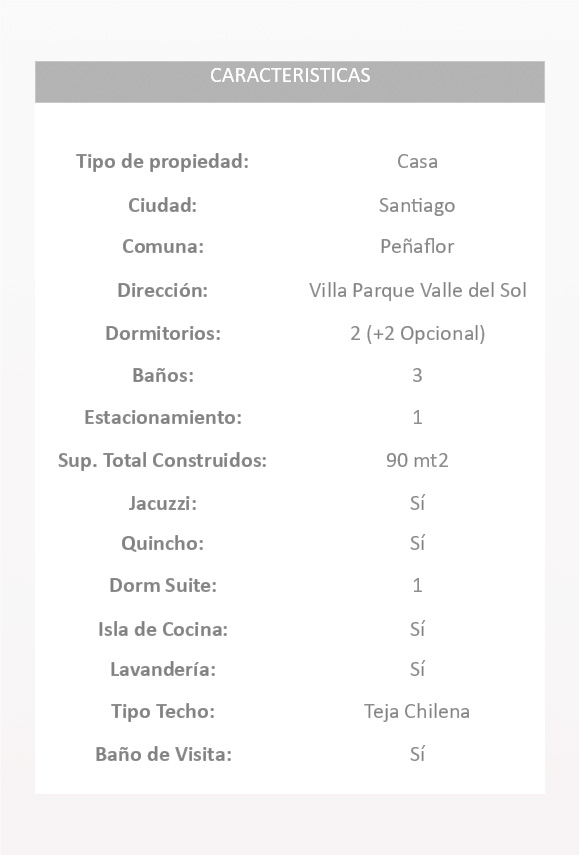 CARACTERISTICAS
Tipo de propiedad: Casa
Ciudad: Santiago
Comuna: Peñaflor
Dirección: Villa Parque Valle del Sol
Dormitorios: 2 (+2 Opcional)
Baños: 3
Estacionamiento: 1
Sup. Total Construidos: 90 mt2
Jacuzzi: Sí
Quincho: Sí
Dorm Suite: 1
Isla de Cocina: Sí
Lavandería: Sí
Tipo Techo: Teja Chilena
Baño de Visita: Sí